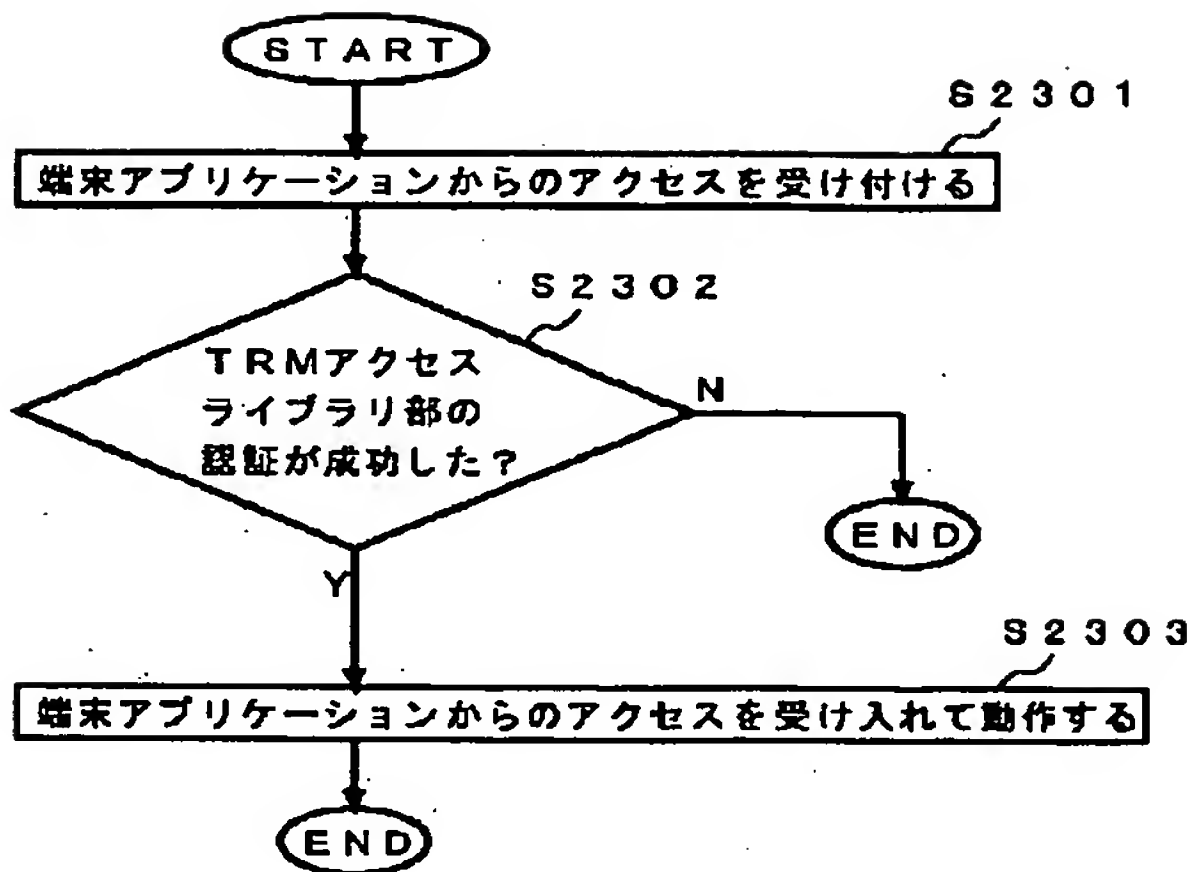 START
S2301
端末アプリケーションからのアクセスを受け付ける
S2302
TRMアクセス
ライブラリ部の
認証が成功した?
N
END
Y
S2303
端末アプリケーションからのアクセスを受け入れて動作する
END